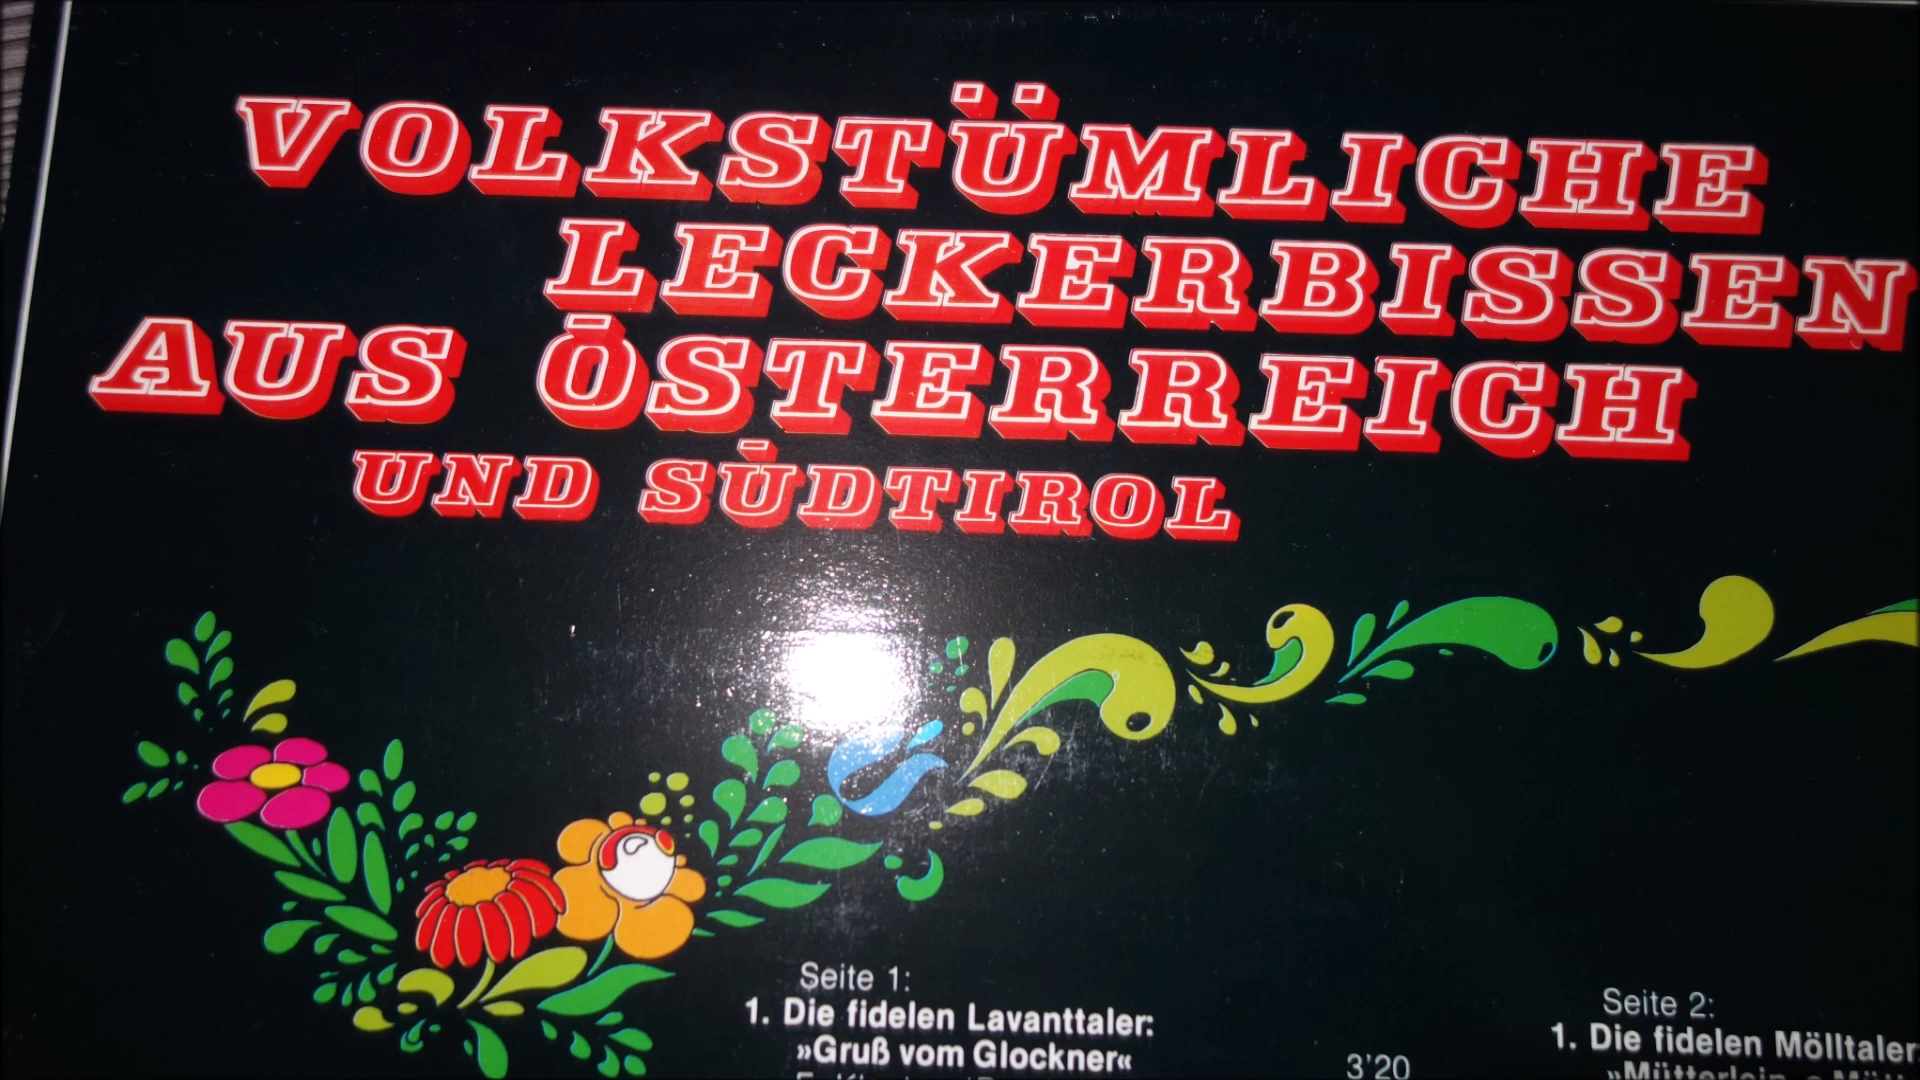 VOLKSTÜMLICHE
LECKERBISSEN
AUS ÖSTERREICH
UND SÜDTIROL
Seite 1:
1. Die fidelen Lavanttaler:
»Gruß vom Glockner«
3'20
Seite 2:
1. Die fidelen Mölltaler: